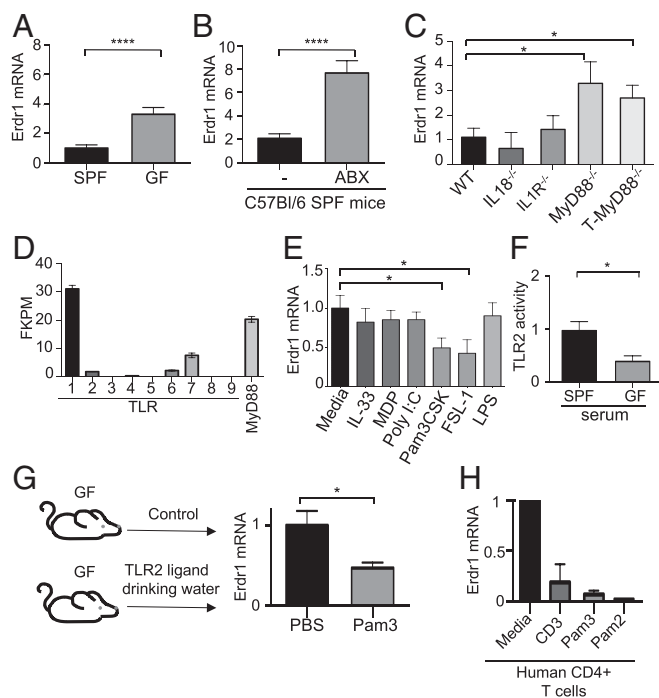 A
Erdr1 mRNA
8
6
4
2
0
****
SPF
GF
B
Erdr1 mRNA
10
8
6
4
2
0
****
-
ABX
C57Bl/6 SPF mice
C
Erdr1 mRNA
5
4
3
2
1
0
*
*
WT
IL18-/-
IL1R-/-
MyD88-/-
T-MyD88-/-
D
FKPM
40
30
20
10
0
1 2 3 4 5 6 7 8 9
TLR
MyD88
E
Erdr1 mRNA
1.5
1.0
0.5
0.0
*
*
Media
IL-33
MDP
Poly I:C
Pam3CSK
FSL-1
LPS
F
TLR2 activity
2
1
0
*
SPF
GF
serum
G
GF
Control
GF
TLR2 ligand
drinking water
Erdr1 mRNA
1
0
*
PBS
Pam3
H
Erdr1 mRNA
1
0.5
0
Media
CD3
Pam3
Pam2
Human CD4+
T cells